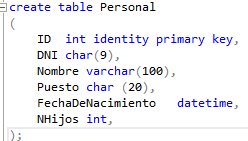 create table Personal
(
ID  int identity primary key,
DNI char(9),
Nombre varchar(100),
Puesto char (20),
FechaDeNacimiento   datetime,
NHijos int,
);